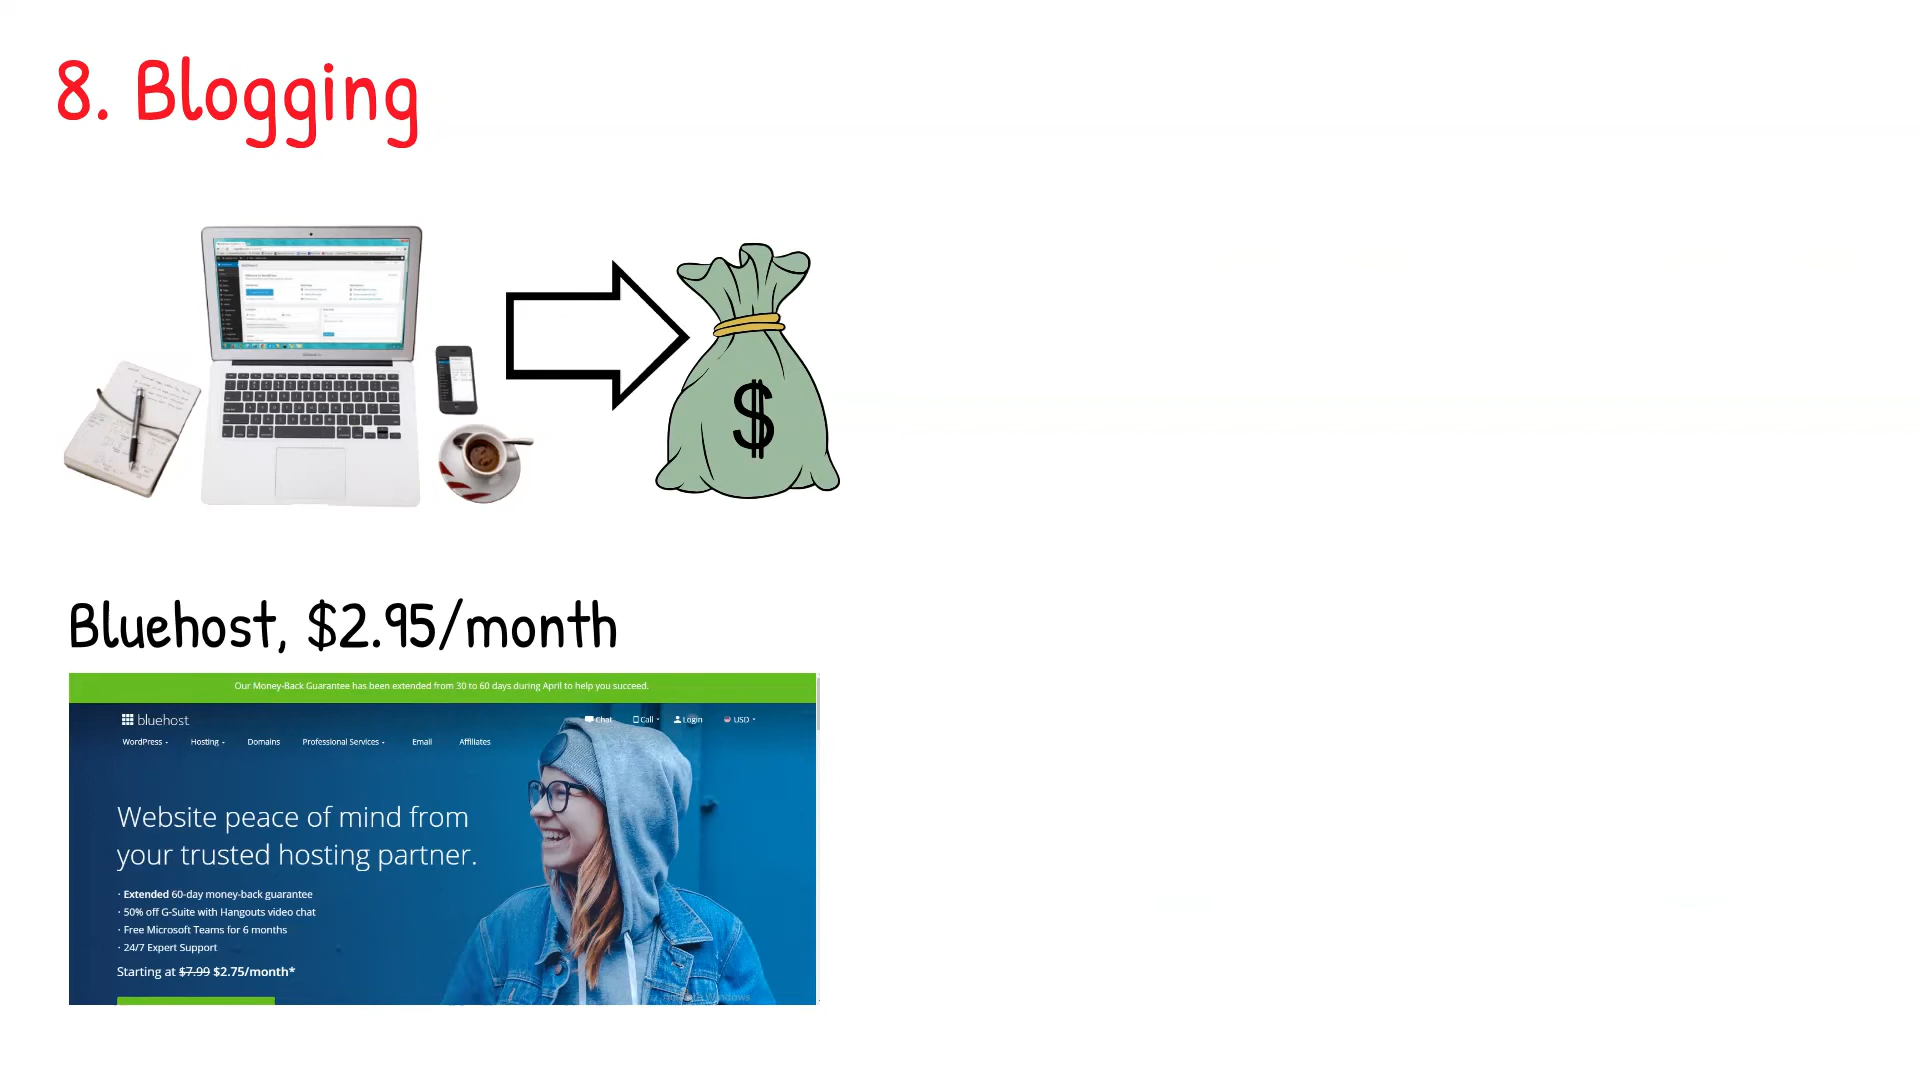 8. Blogging
$
Bluehost, $2.95/month
Our Money-Back Guarantee has been extended from 30 to 60 days during April to help you succeed.
bluehost
Chat Call Login USD
WordPress Hosting Domains Professional Services Email Affiliates
Website peace of mind from
your trusted hosting partner.
· Extended 60-day money-back guarantee
· 50% off G-Suite with Hangouts video chat
· Free Microsoft Teams for 6 months
· 24/7 Expert Support
Starting at $7.99 $2.75/month*